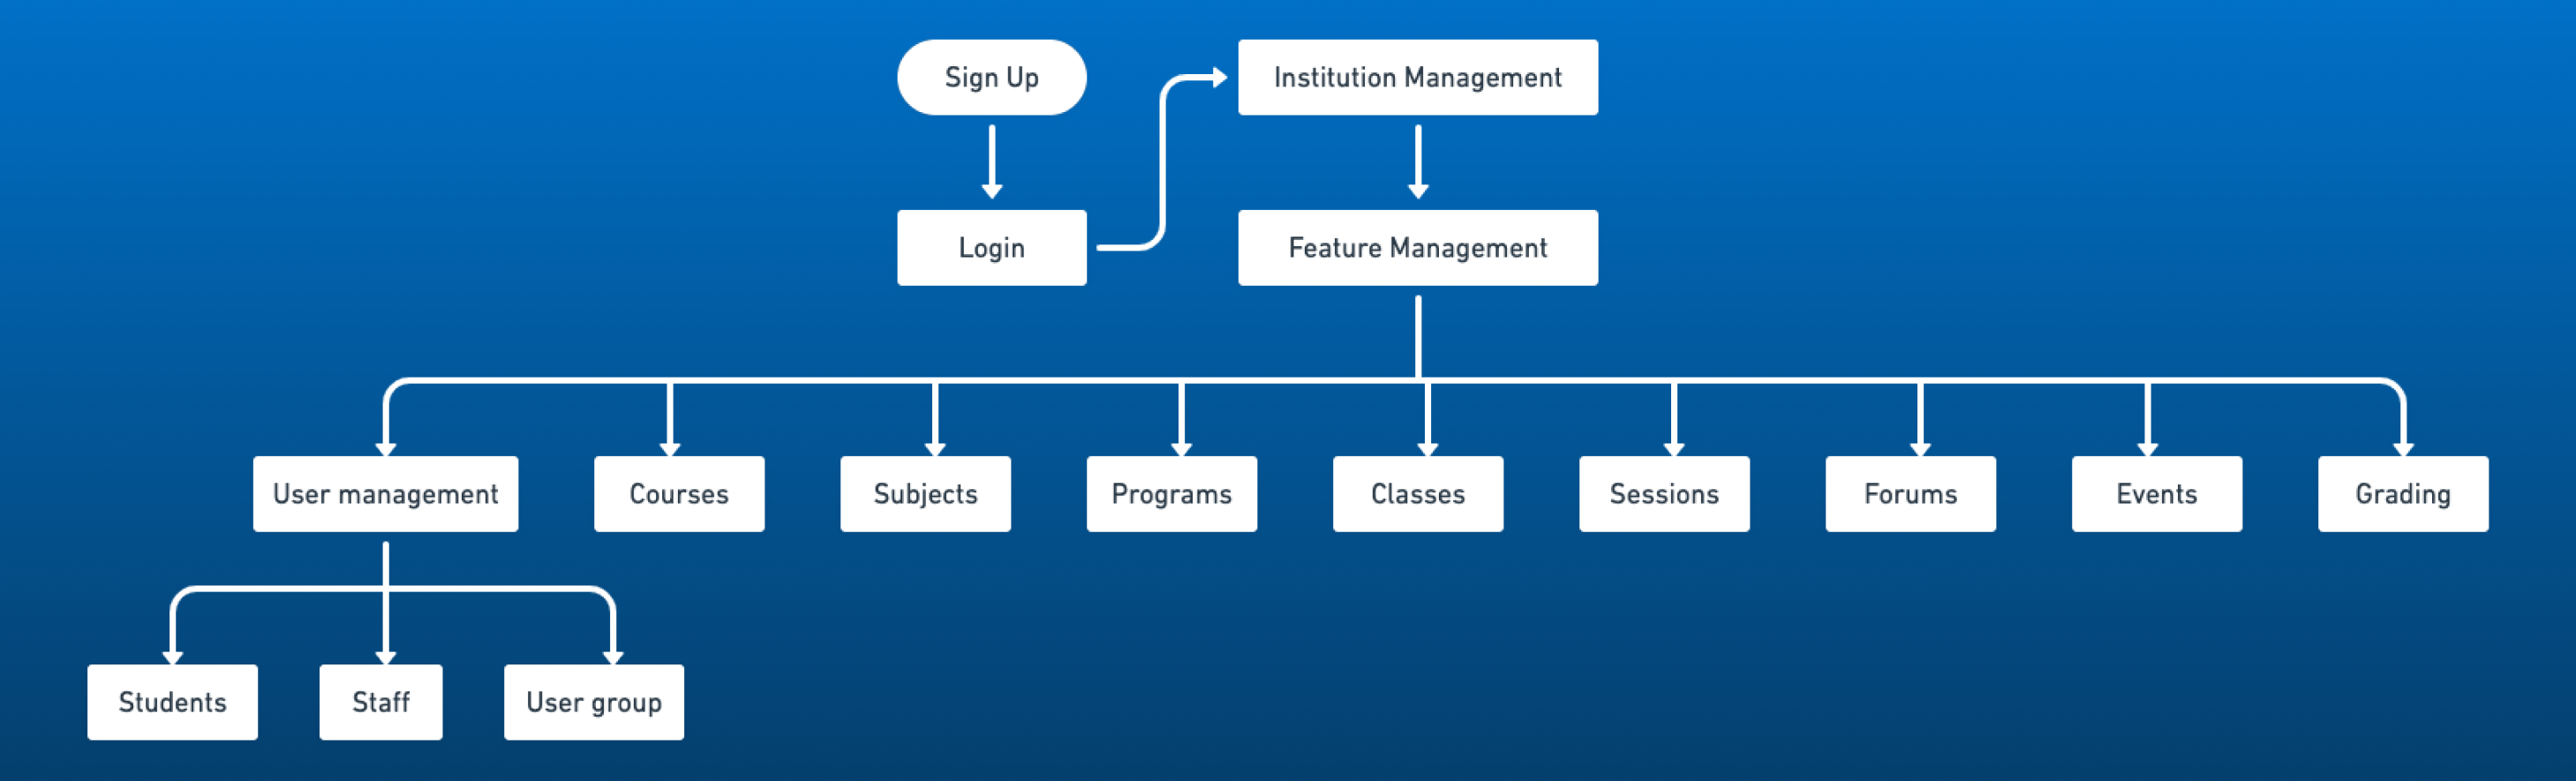 Sign Up
Institution Management
Login
Feature Management
User management
Courses
Subjects
Programs
Classes
Sessions
Forums
Events
Grading
Students
Staff
User group